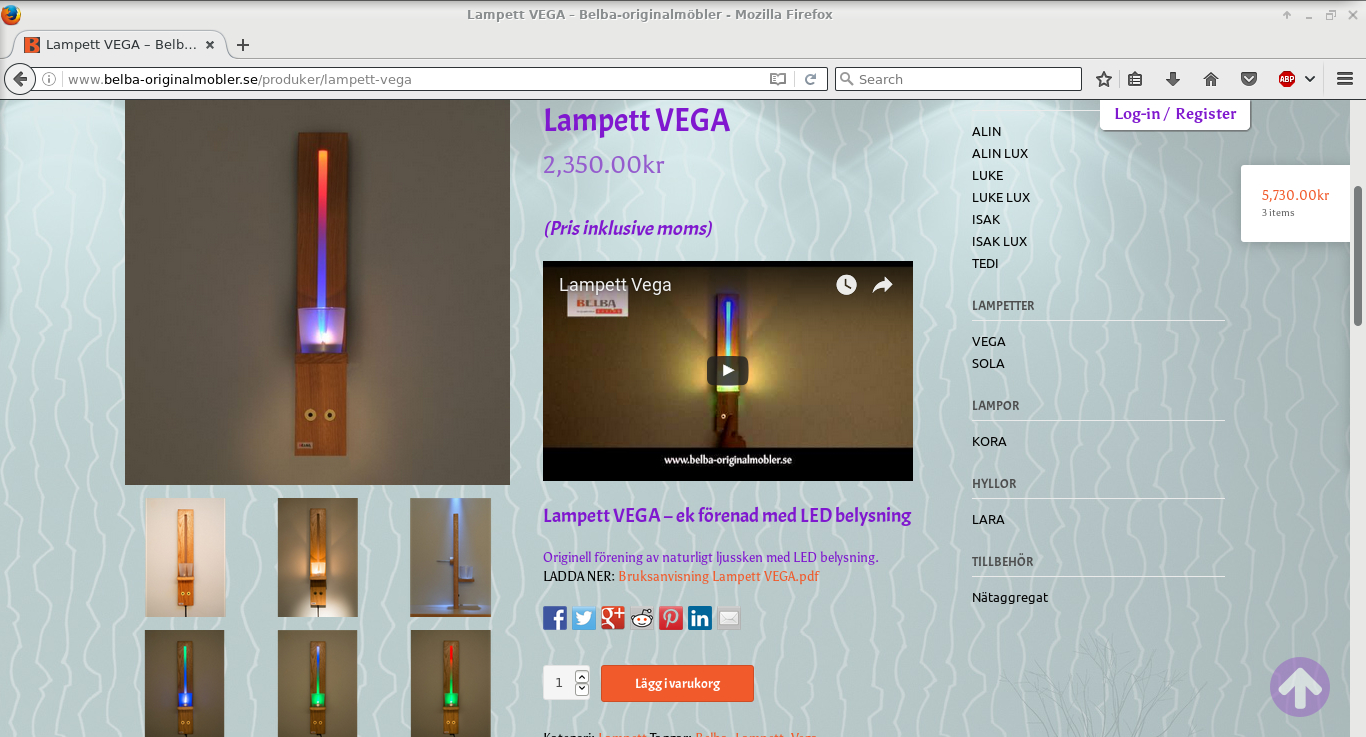 Lampett VEGA – Belba-originalmöbler - Mozilla Firefox
Lampett VEGA – Belb...
www.belba-originalmobler.se/produker/lampett-vega
Search
ABP
Lampett VEGA
2,350.00kr
(Pris inklusive moms)
Lampett Vega
BELBA
www.belba-originalmobler.se
Lampett VEGA – ek förenad med LED belysning
Originell förening av naturligt ljussken med LED belysning.
LADDA NER: Bruksanvisning Lampett VEGA.pdf
1
Lägg i varukorg
Kategori: Lampett Taggar: Belba, Lampett, Vega
Log-in / Register
ALIN
ALIN LUX
LUKE
LUKE LUX
ISAK
ISAK LUX
TEDI
LAMPETTER
VEGA
SOLA
LAMPOR
KORA
HYLLOR
LARA
TILLBEHÖR
Nätaggregat
5,730.00kr
3 items